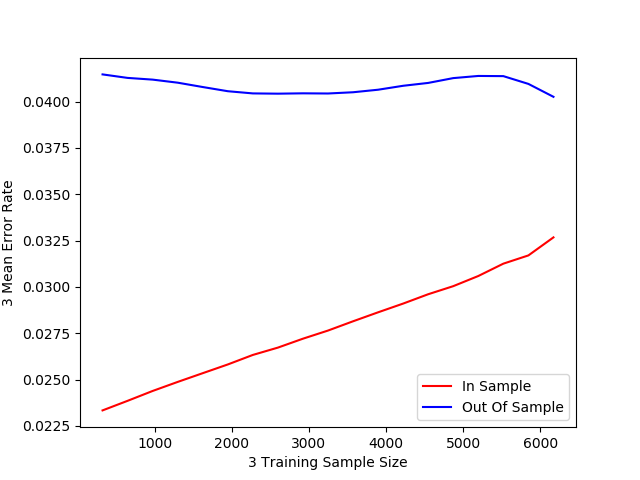 0.0400
0.0375
0.0350
0.0325
0.0300
0.0275
0.0250
0.0225
3 Mean Error Rate
In Sample
Out Of Sample
1000 2000 3000 4000 5000 6000
3 Training Sample Size